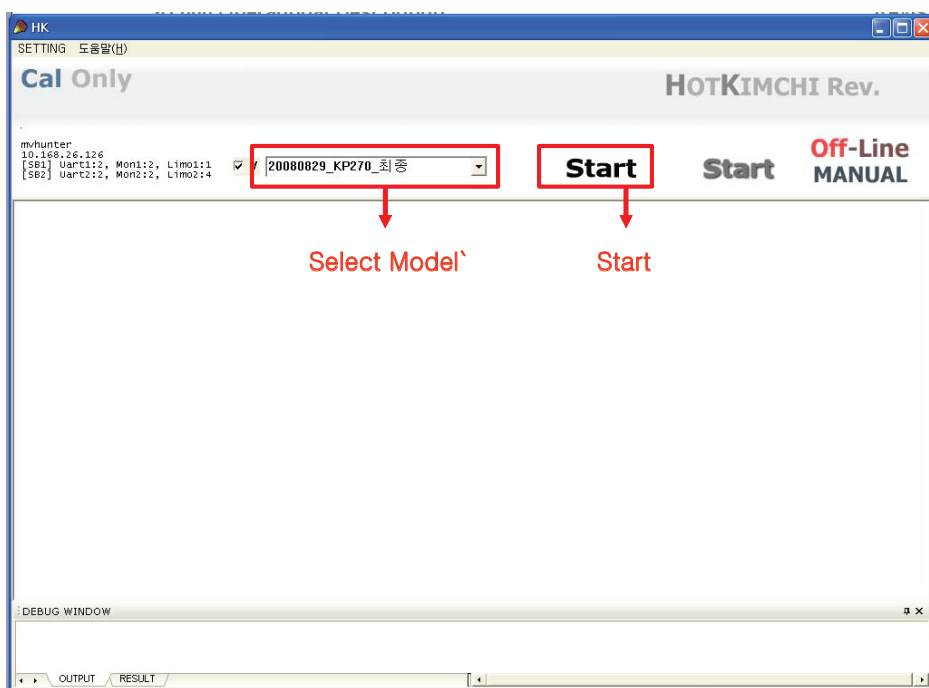 HK
SETTING 도움말(H)
Cal Only
HOTKIMCHI Rev.
mvhunter
10.168.26.126
[SB1] Uart1:2, Mon1:2, Limo1:1
[SB2] Uart2:2, Mon2:2, Limo2:4
20080829_KP270_최종
Start
Start
Off-Line
MANUAL
Select Model`
Start
DEBUG WINDOW
OUTPUT
RESULT